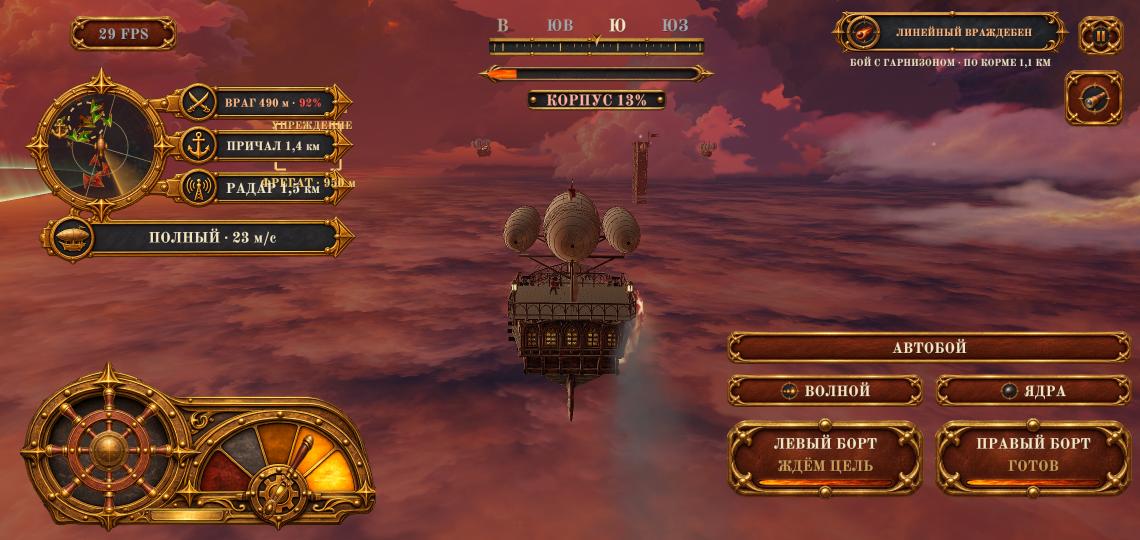 29 FPS
В ЮВ Ю ЮЗ
КОРПУС 13%
ЛИНЕЙНЫЙ ВРАЖДЕБЕН
БОЙ С ГАРНИЗОНОМ · ПО КОРМЕ 1,1 КМ
ВРАГ 490 м · 92%
УПРЕЖДЕНИЕ
ПРИЧАЛ 1,4 км
ФРЕГАТ · 950 м
РАДАР 1,5 км
ПОЛНЫЙ · 23 м/с
АВТОБОЙ
ВОЛНОЙ
ЯДРА
ЛЕВЫЙ БОРТ
ЖДЁМ ЦЕЛЬ
ПРАВЫЙ БОРТ
ГОТОВ